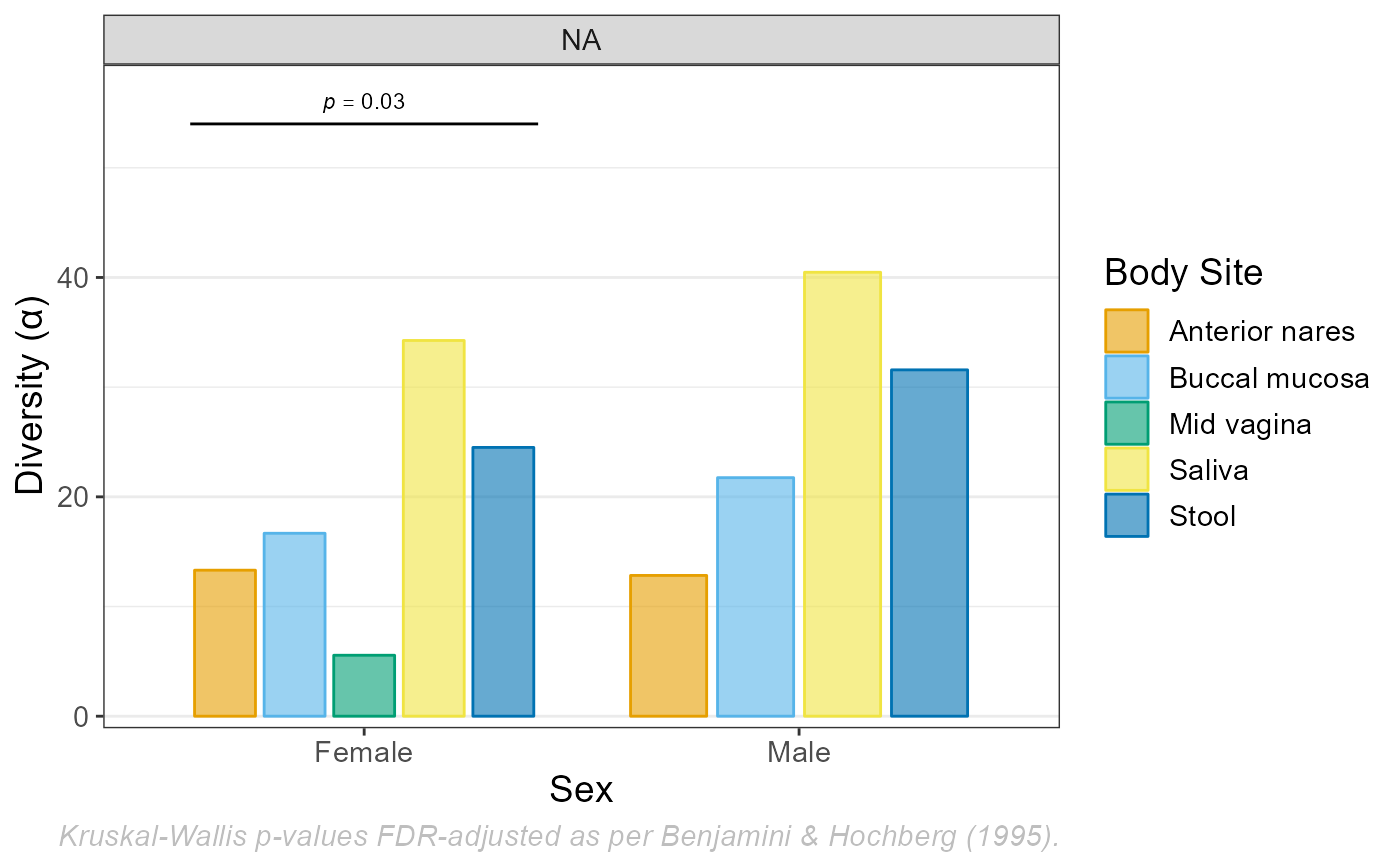 NA
p = 0.03
40
20
0
Diversity (α)
Female
Male
Sex
Body Site
Anterior nares
Buccal mucosa
Mid vagina
Saliva
Stool
Kruskal-Wallis p-values FDR-adjusted as per Benjamini & Hochberg (1995).